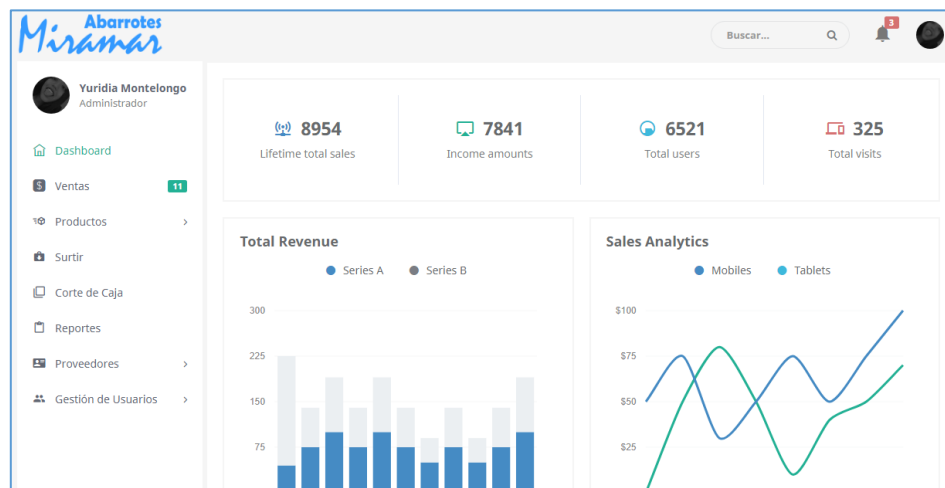 Abarrotes
Miramar
Buscar...
3
Yuridia Montelongo
Administrador
Dashboard
Ventas
11
Productos
Surtir
Corte de Caja
Reportes
Proveedores
Gestión de Usuarios
8954
Lifetime total sales
7841
Income amounts
6521
Total users
325
Total visits
Total Revenue
Series A
Series B
300
225
150
75
Sales Analytics
Mobiles
Tablets
$100
$75
$50
$25